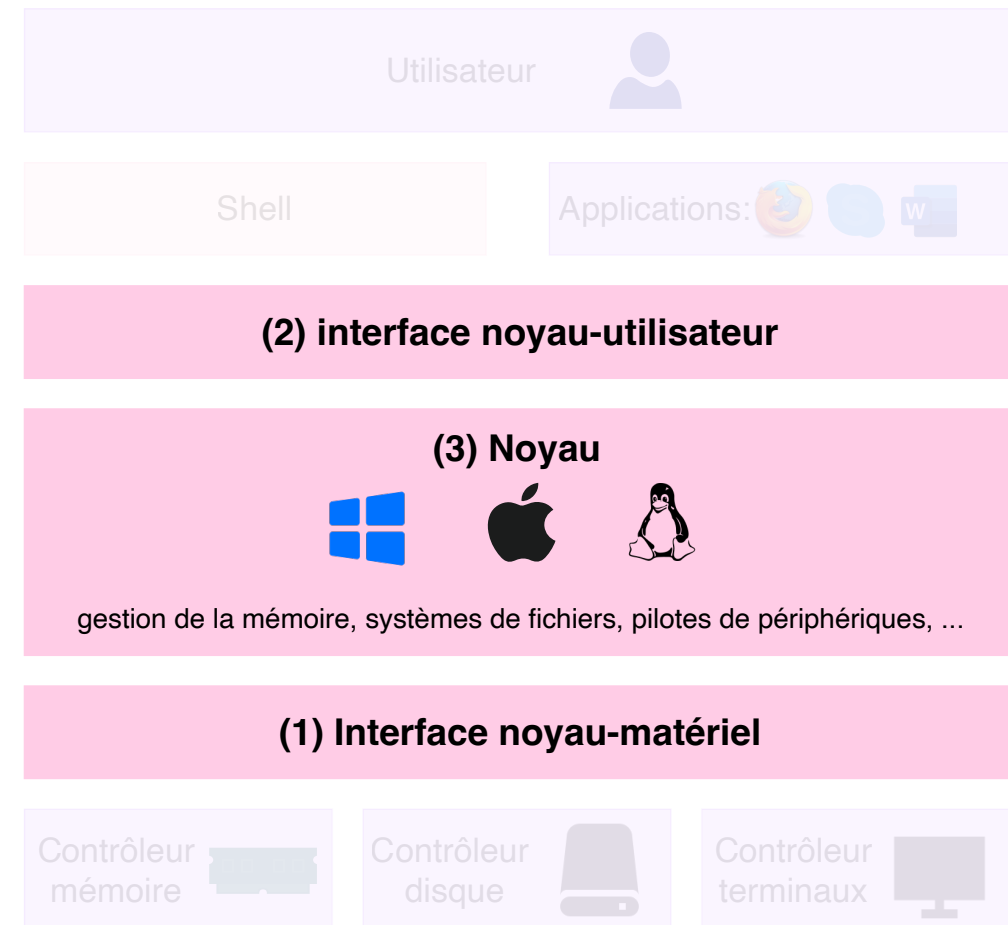 Utilisateur
Shell
Applications:
S
W
(2) interface noyau-utilisateur
(3) Noyau
gestion de la mémoire, systèmes de fichiers, pilotes de périphériques, ...
(1) Interface noyau-matériel
Contrôleur
mémoire
Contrôleur
disque
Contrôleur
terminaux